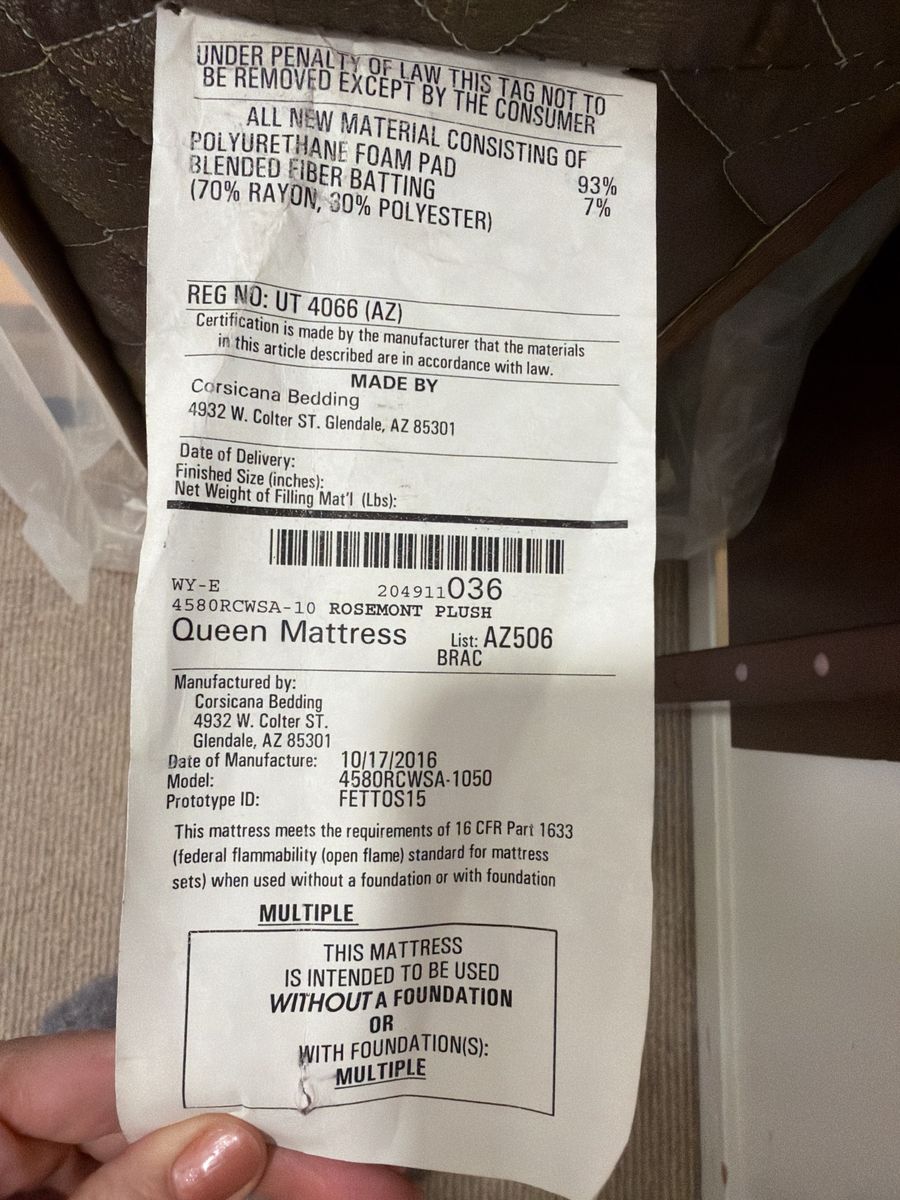 UNDER PENALTY OF LAW THIS TAG NOT TO
BE REMOVED EXCEPT BY THE CONSUMER
ALL NEW MATERIAL CONSISTING OF
POLYURETHANE FOAM PAD 93%
BLENDED FIBER BATTING 7%
(70% RAYON, 30% POLYESTER)
REG NO: UT 4066 (AZ)
Certification is made by the manufacturer that the materials
in this article described are in accordance with law.
MADE BY
Corsicana Bedding
4932 W. Colter ST. Glendale, AZ 85301
Date of Delivery:
Finished Size (inches):
Net Weight of Filling Mat'l (Lbs):
WY-E 204911036
4580RCWSA-10 ROSEMONT PLUSH
Queen Mattress List: AZ506
BRAC
Manufactured by:
Corsicana Bedding
4932 W. Colter ST.
Glendale, AZ 85301
Date of Manufacture: 10/17/2016
Model: 4580RCWSA-1050
Prototype ID: FETTOS15
This mattress meets the requirements of 16 CFR Part 1633
(federal flammability (open flame) standard for mattress
sets) when used without a foundation or with foundation
MULTIPLE
THIS MATTRESS
IS INTENDED TO BE USED
WITHOUT A FOUNDATION
OR
WITH FOUNDATION(S):
MULTIPLE